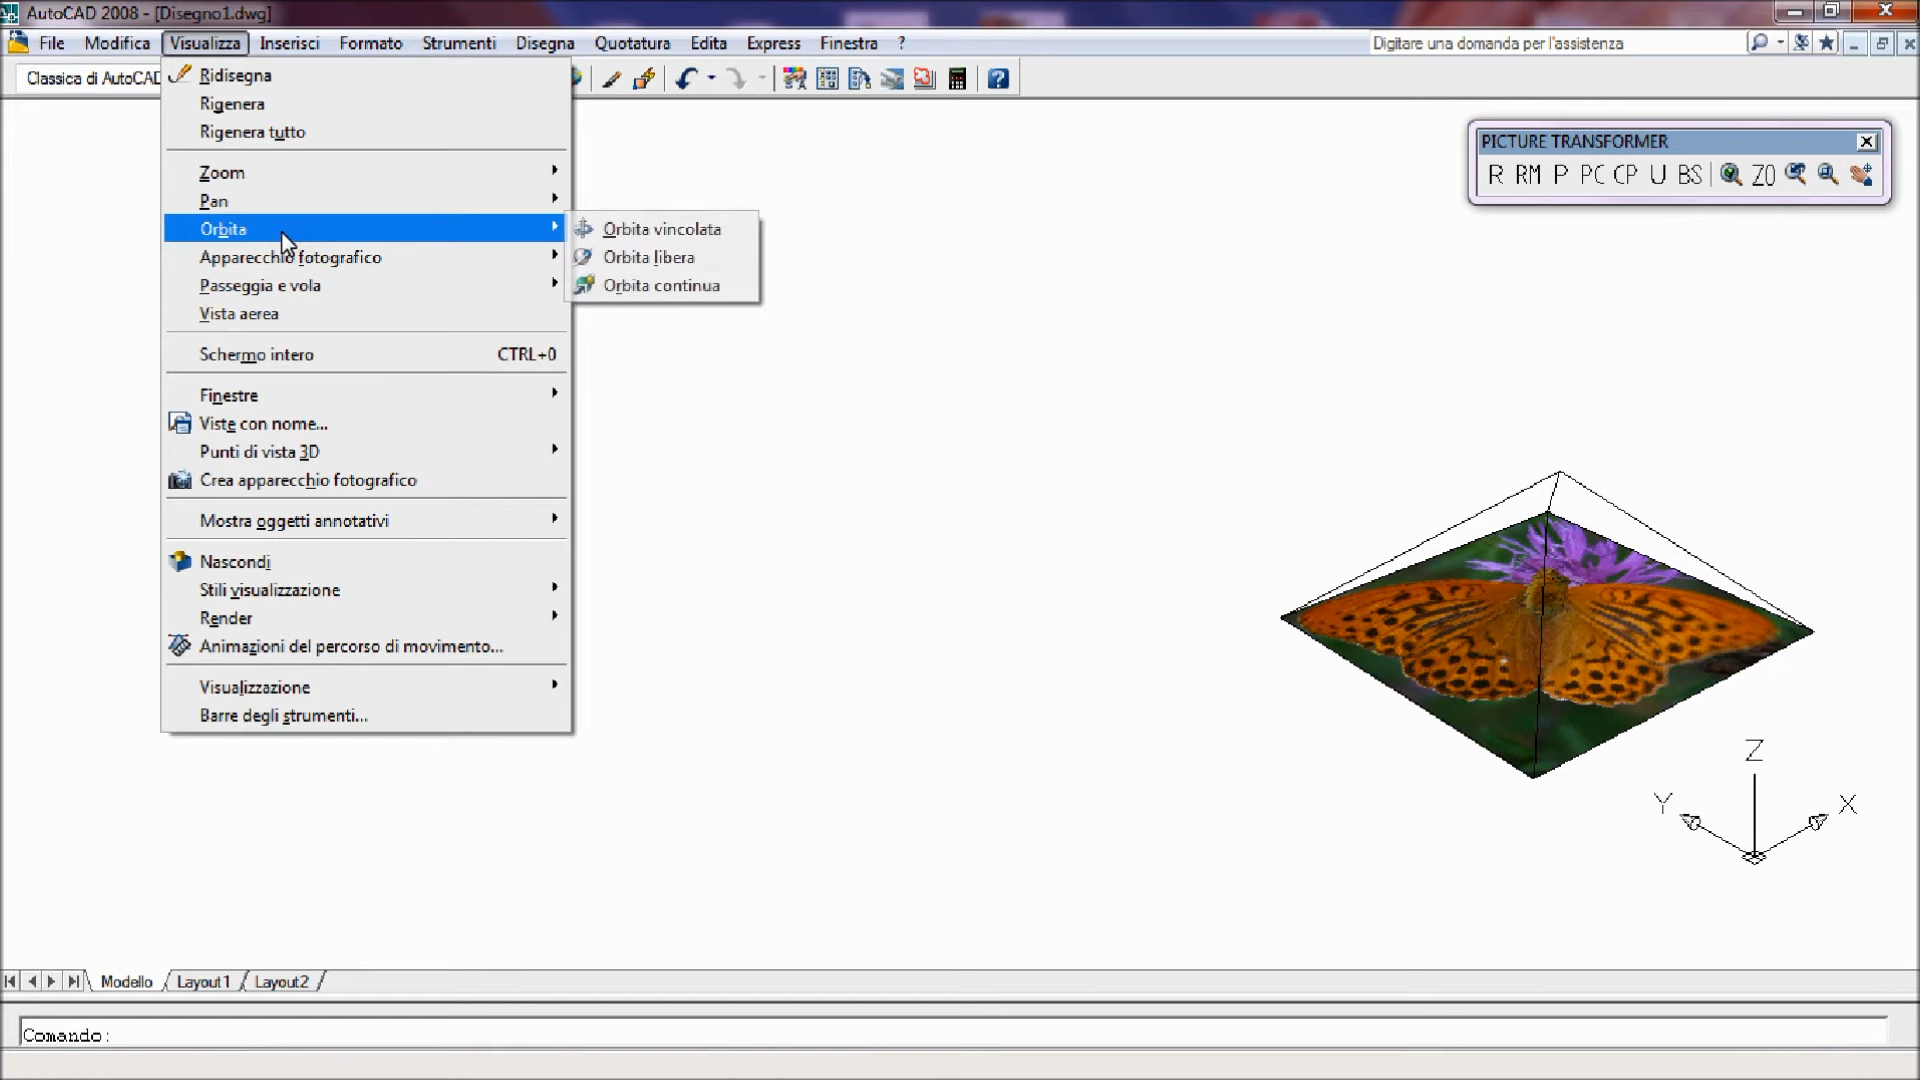 AutoCAD 2008 - [Disegno1.dwg]
File Modifica Visualizza Inserisci Formato Strumenti Disegna Quotatura Edita Express Finestra ? Digitare una domanda per l'assistenza
Classica di AutoCAD
Ridisegna
Rigenera
Rigenera tutto
Zoom
Pan
Orbita
Apparecchio fotografico
Passeggia e vola
Vista aerea
Schermo intero CTRL+0
Finestre
Viste con nome...
Punti di vista 3D
Crea apparecchio fotografico
Mostra oggetti annotativi
Nascondi
Stili visualizzazione
Render
Animazioni del percorso di movimento...
Visualizzazione
Barre degli strumenti...
Orbita vincolata
Orbita libera
Orbita continua
PICTURE TRANSFORMER
R RM P PC CP U BS ZO
Z
Y X
Modello Layout1 Layout2
Comando: